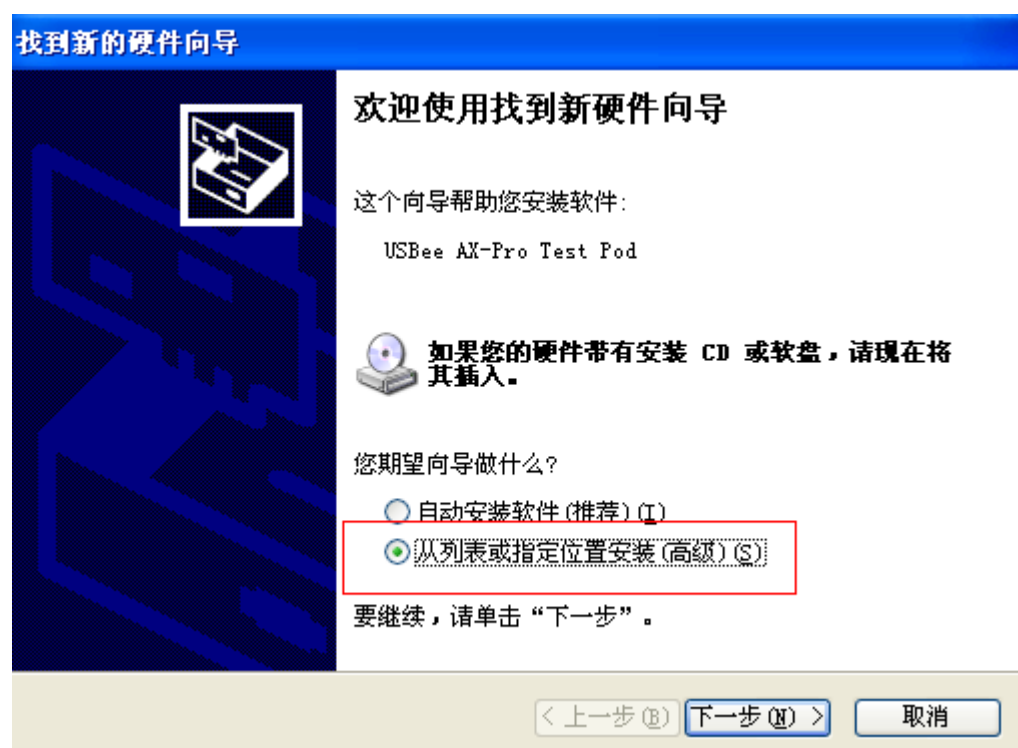 找到新的硬件向导
欢迎使用找到新硬件向导
这个向导帮助您安装软件:
USBee AX-Pro Test Pod
如果您的硬件带有安装 CD 或软盘，请现在将
其插入。
您期望向导做什么?
自动安装软件(推荐)(I)
从列表或指定位置安装(高级)(S)
要继续，请单击“下一步”。
< 上一步(B)
下一步(N) >
取消